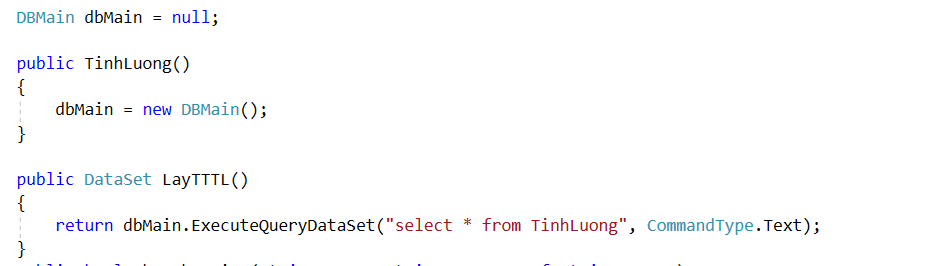 DBMain dbMain = null;
public TinhLuong()
{
dbMain = new DBMain();
}
public DataSet LayTTTL()
{
return dbMain.ExecuteQueryDataSet("select * from TinhLuong", CommandType.Text);
}